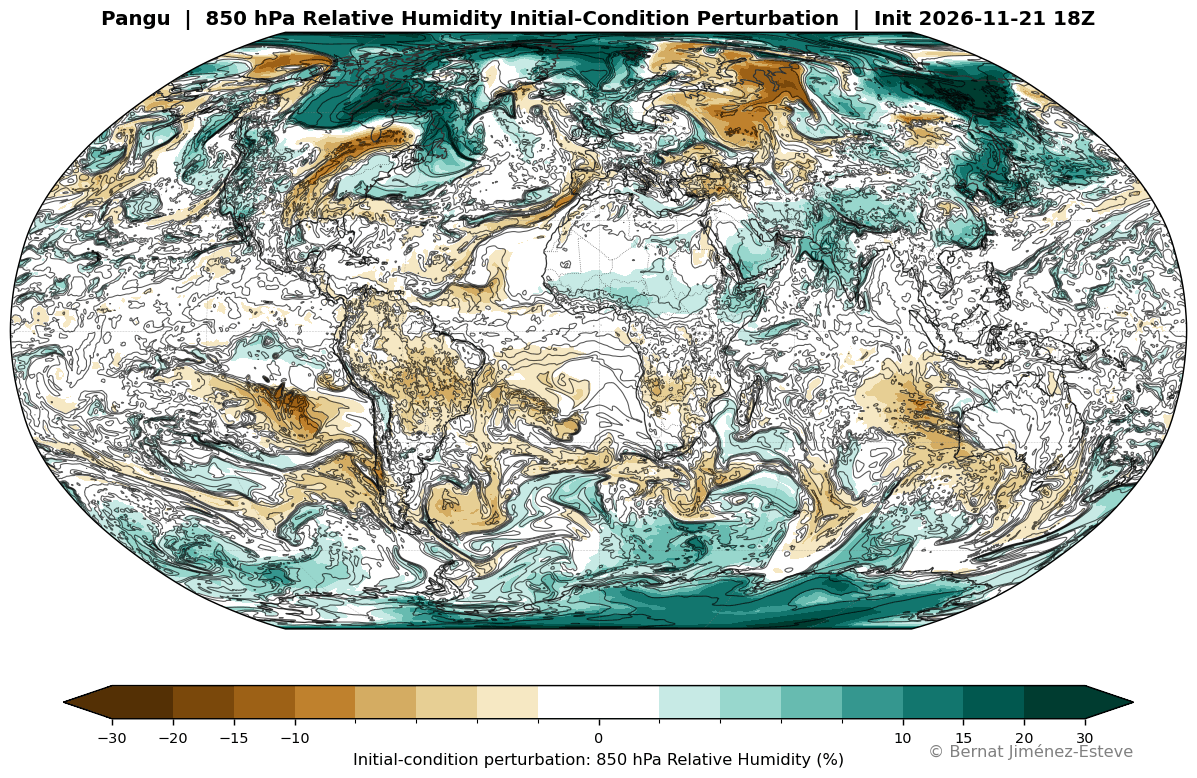 Pangu | 850 hPa Relative Humidity Initial-Condition Perturbation | Init 2026-11-21 18Z
−30 −20 −15 −10 0 10 15 20 30
Initial-condition perturbation: 850 hPa Relative Humidity (%)
© Bernat Jiménez-Esteve